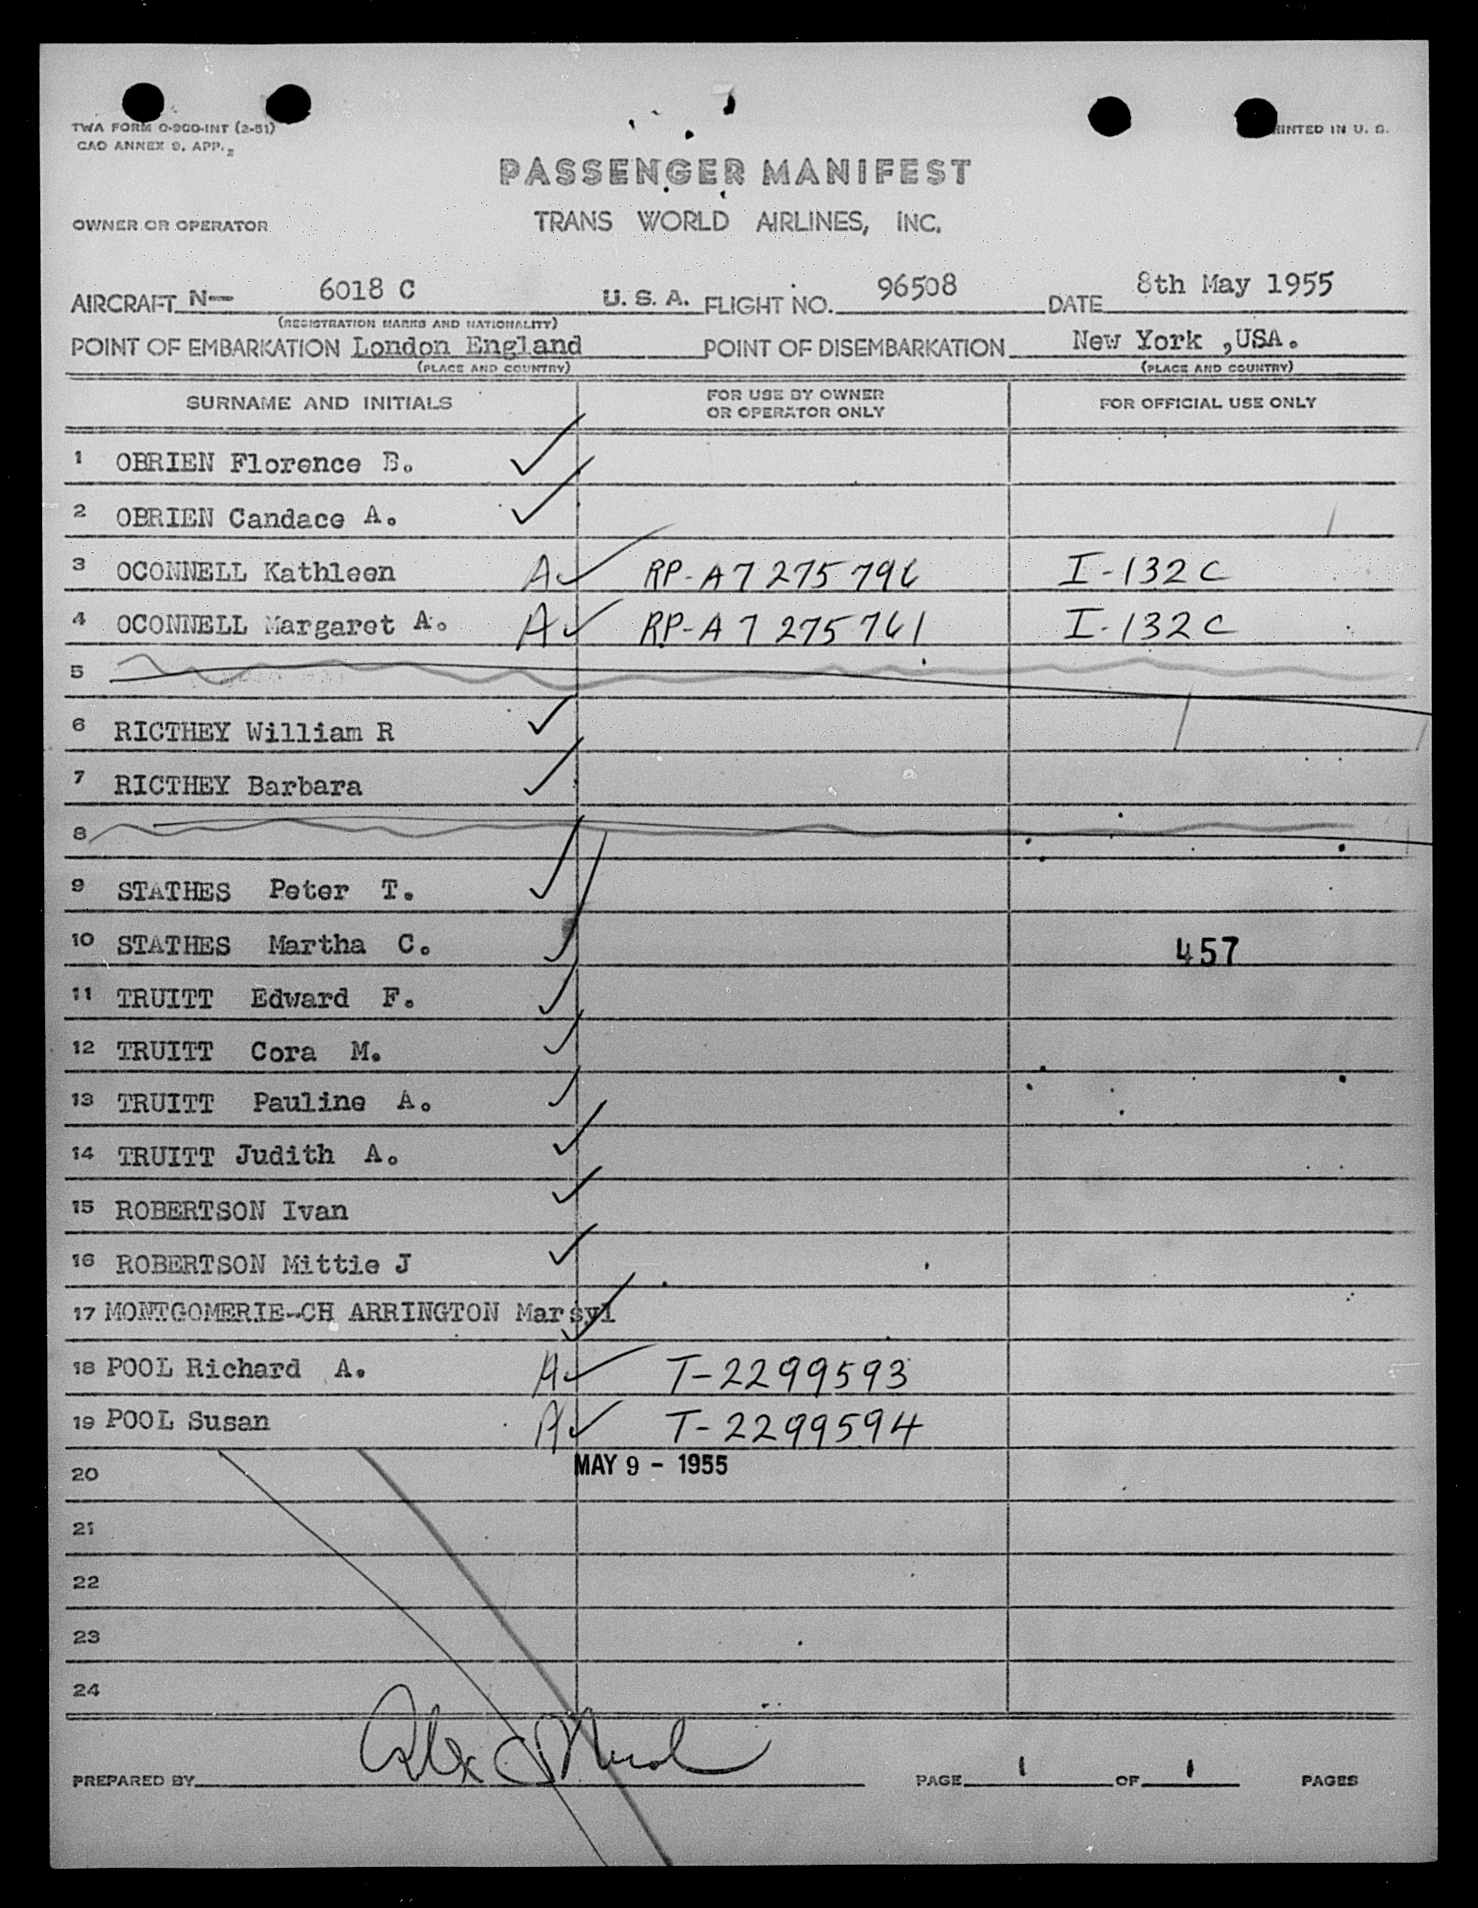 TWA FORM O-900-INT (2-51)
CAO ANNEX 9, APP.
PRINTED IN U. S.
PASSENGER MANIFEST
OWNER OR OPERATOR
TRANS WORLD AIRLINES, INC.
AIRCRAFT N— 6018 C U. S. A. FLIGHT NO. 96508 DATE 8th May 1955
(REGISTRATION MARKS AND NATIONALITY)
POINT OF EMBARKATION London England POINT OF DISEMBARKATION New York ,USA.
(PLACE AND COUNTRY) (PLACE AND COUNTRY)
SURNAME AND INITIALS FOR USE BY OWNER OR OPERATOR ONLY FOR OFFICIAL USE ONLY
1 OBRIEN Florence B. ✓
2 OBRIEN Candace A. ✓
3 OCONNELL Kathleen A✓ RP-A7 275 796 I-132C
4 OCONNELL Margaret A. A✓ RP-A 7 275 761 I-132C
5
6 RICTHEY William R ✓
7 RICTHEY Barbara ✓
8
9 STATHES Peter T. ✓
10 STATHES Martha C. ✓ 457
11 TRUITT Edward F. ✓
12 TRUITT Cora M. ✓
13 TRUITT Pauline A. ✓
14 TRUITT Judith A. ✓
15 ROBERTSON Ivan ✓
16 ROBERTSON Mittie J ✓
17 MONTGOMERIE-CH ARRINGTON Marsyl ✓
18 POOL Richard A. A✓ T-2299593
19 POOL Susan A✓ T-2299594
MAY 9 - 1955
20
21
22
23
24
PREPARED BY PAGE 1 OF 1 PAGES